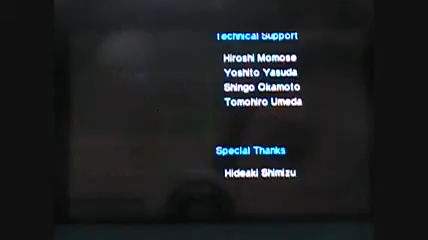 Technical Support
Hiroshi Momose
Yoshito Yasuda
Shingo Okamoto
Tomohiro Umeda
Special Thanks
Hideaki Shimizu